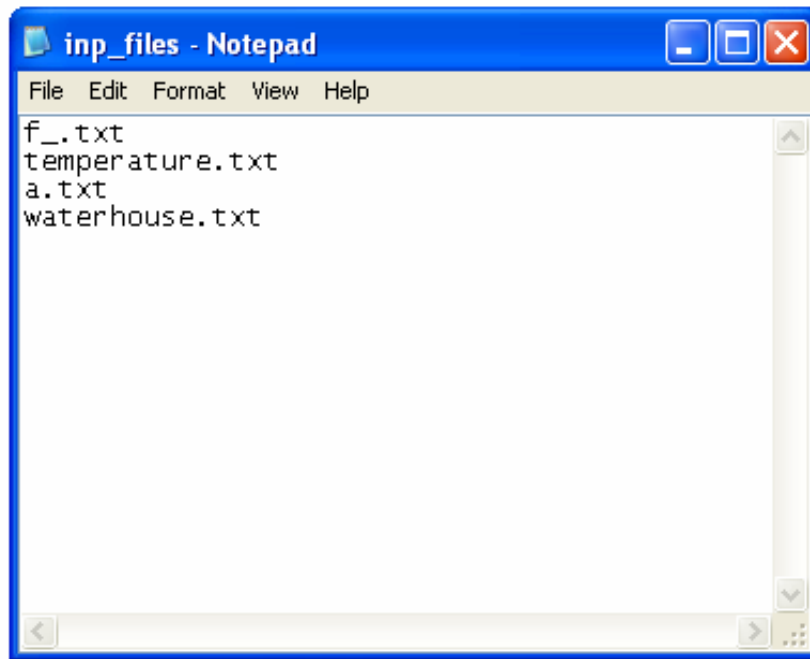 inp_files - Notepad
File Edit Format View Help
f_.txt
temperature.txt
a.txt
waterhouse.txt